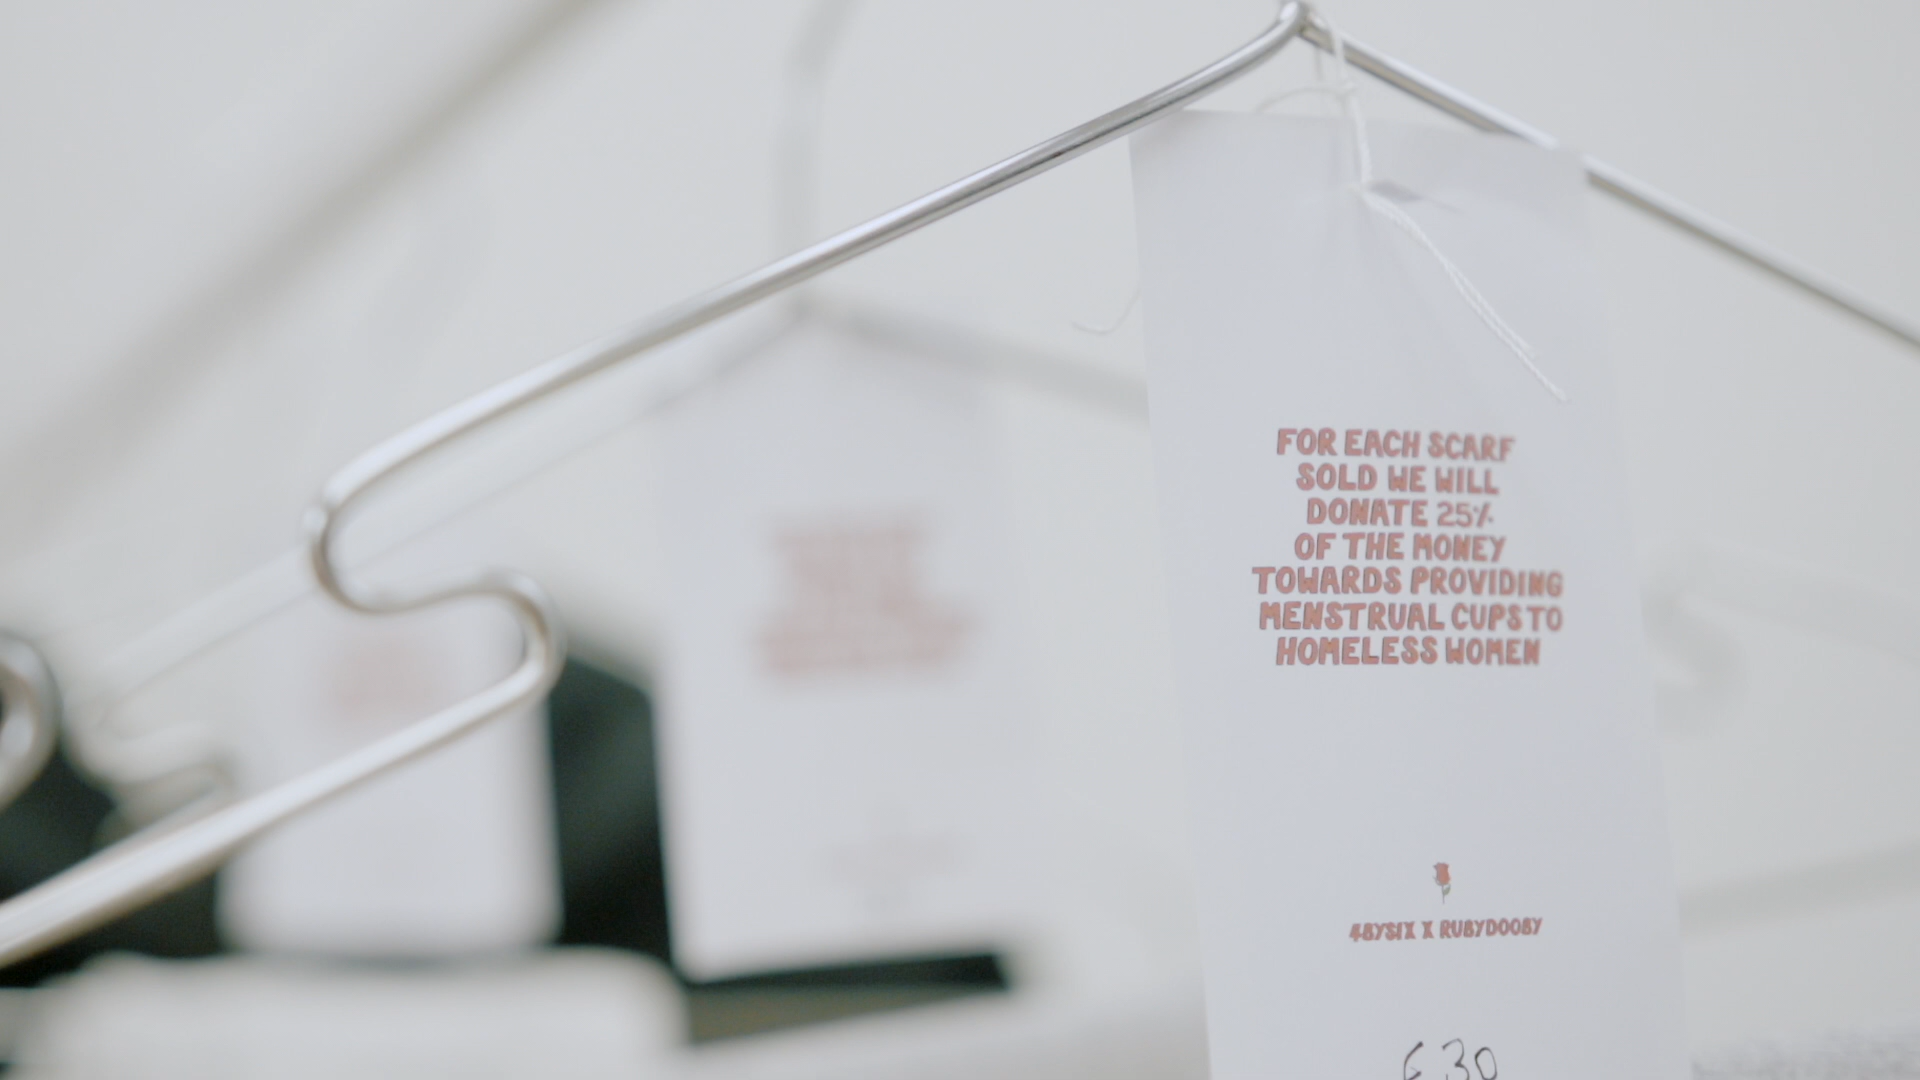 FOR EACH SCARF
SOLD WE WILL
DONATE 25%
OF THE MONEY
TOWARDS PROVIDING
MENSTRUAL CUPS TO
HOMELESS WOMEN
4BYSIX X RUBYDOOBY
£30